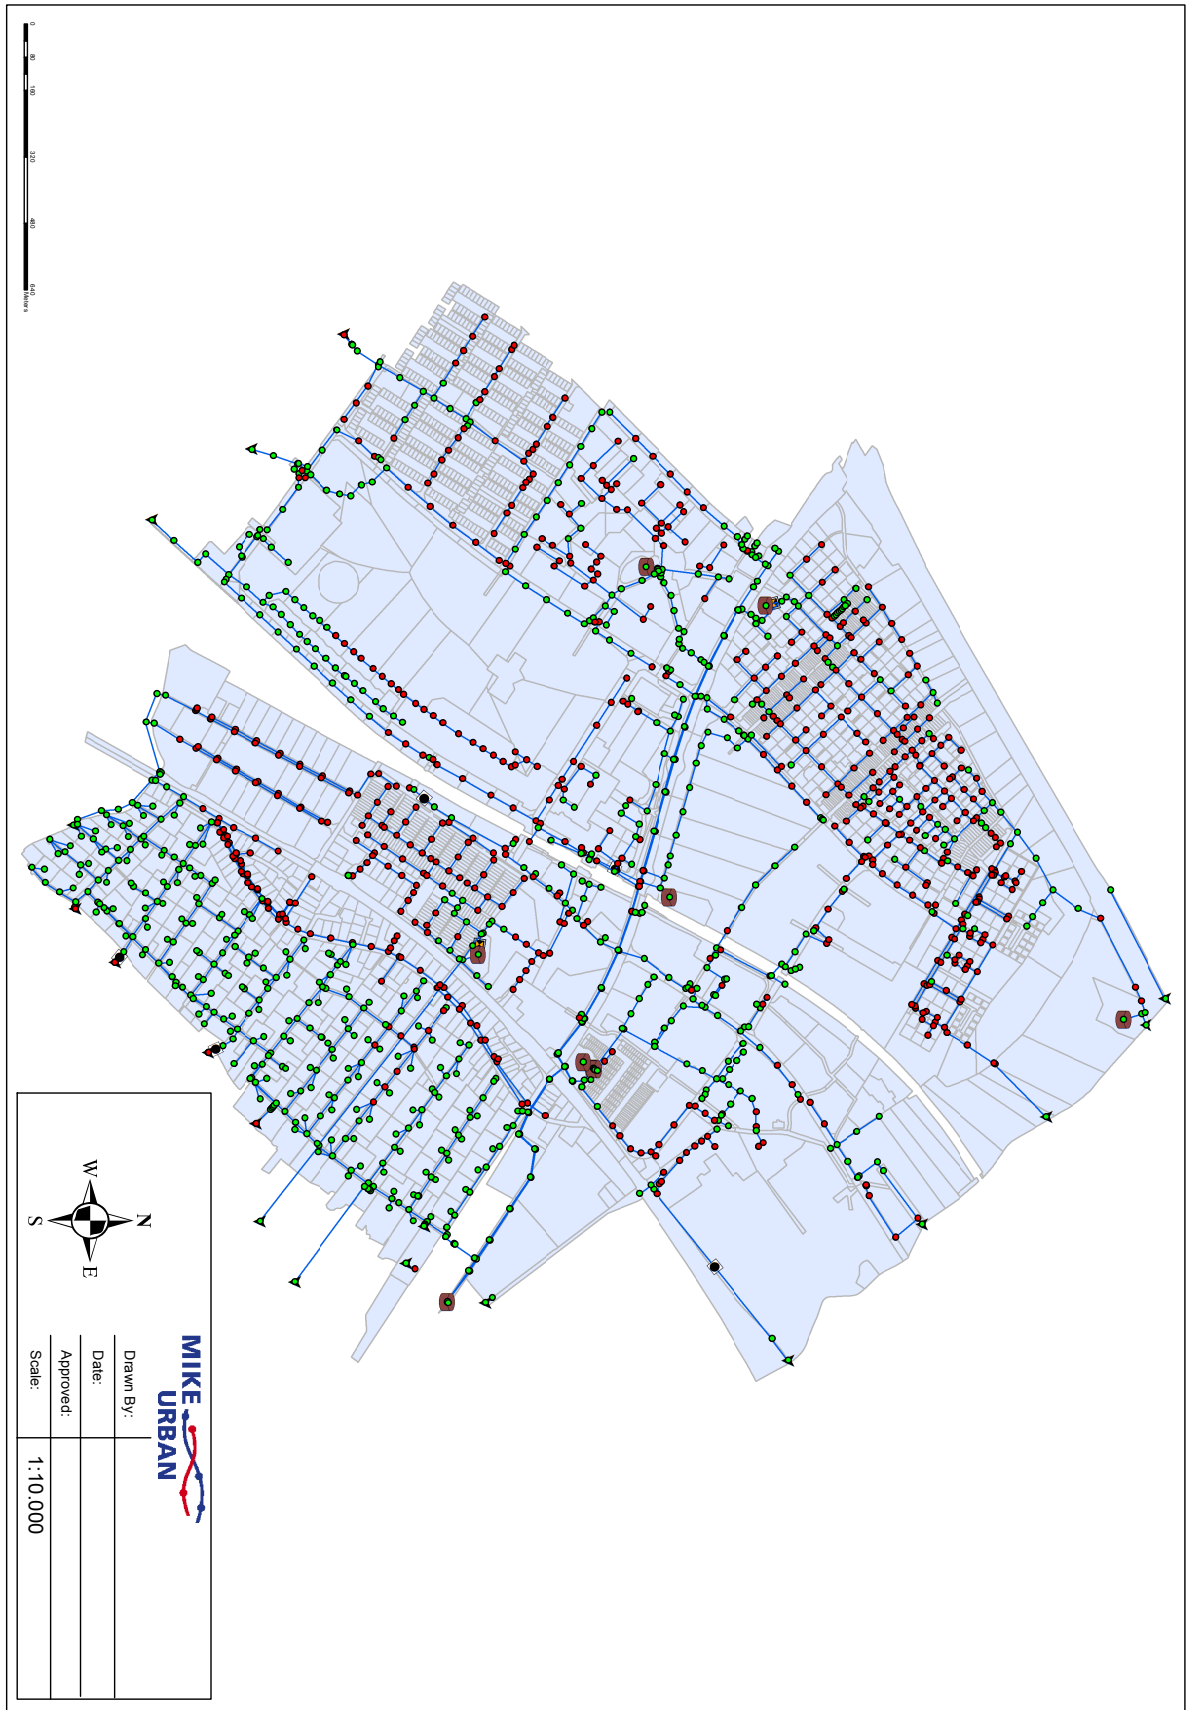 0 80 160 320 480 640
Meters
N
W E
S
MIKE
URBAN
Drawn By:
Date:
Approved:
Scale: 1:10.000